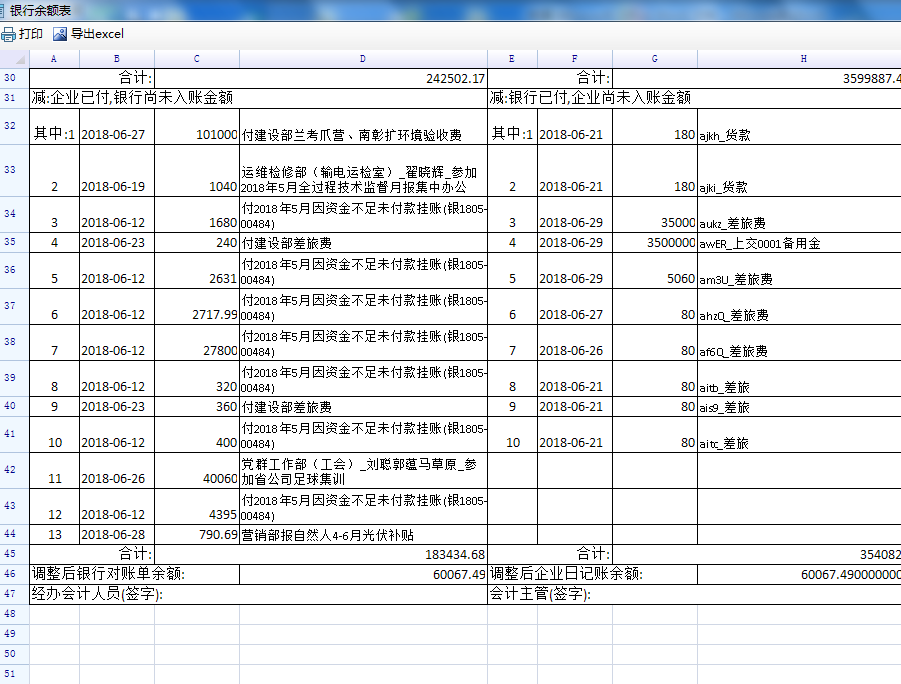 银行余额表
打印 导出excel
A B C D E F G H
30 合计: 242502.17 合计: 3599887.4
31 减:企业已付,银行尚未入账金额 减:银行已付,企业尚未入账金额
32 其中:1 2018-06-27 101000 付建设部兰考爪营、南彰扩环境验收费 其中:1 2018-06-21 180 ajkh_货款
33 2 2018-06-19 1040 运维检修部（输电运检室）_翟晓辉_参加
2018年5月全过程技术监督月报集中办公 2 2018-06-21 180 ajki_货款
34 3 2018-06-12 1680 付2018年5月因资金不足未付款挂账(银1805-
00484) 3 2018-06-29 35000 aukz_差旅费
35 4 2018-06-23 240 付建设部差旅费 4 2018-06-29 3500000 awER_上交0001备用金
36 5 2018-06-12 2631 付2018年5月因资金不足未付款挂账(银1805-
00484) 5 2018-06-29 5060 am3U_差旅费
37 6 2018-06-12 2717.99 付2018年5月因资金不足未付款挂账(银1805-
00484) 6 2018-06-27 80 ahzQ_差旅费
38 7 2018-06-12 27800 付2018年5月因资金不足未付款挂账(银1805-
00484) 7 2018-06-26 80 af6Q_差旅费
39 8 2018-06-12 320 付2018年5月因资金不足未付款挂账(银1805-
00484) 8 2018-06-21 80 aitb_差旅
40 9 2018-06-23 360 付建设部差旅费 9 2018-06-21 80 ais9_差旅
41 10 2018-06-12 400 付2018年5月因资金不足未付款挂账(银1805-
00484) 10 2018-06-21 80 aitc_差旅
42 11 2018-06-26 40060 党群工作部（工会）_刘聪郭蕴马草原_参
加省公司足球集训
43 12 2018-06-12 4395 付2018年5月因资金不足未付款挂账(银1805-
00484)
44 13 2018-06-28 790.69 营销部报自然人4-6月光伏补贴
45 合计: 183434.68 合计: 354082
46 调整后银行对账单余额: 60067.49 调整后企业日记账余额: 60067.490000000
47 经办会计人员(签字): 会计主管(签字):
48
49
50
51